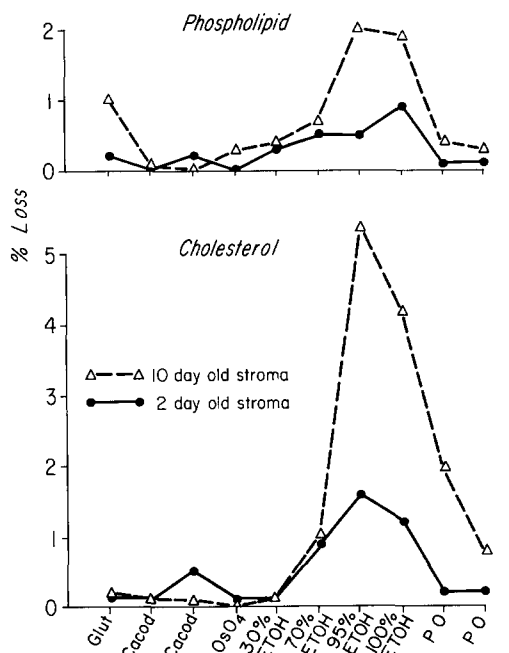 Phospholipid
2
1
0
% Loss
Cholesterol
5
4
3
2
1
0
△--△ 10 day old stroma
●-● 2 day old stroma
Glut
Cacod
Cacod
OsO4
30% ETOH
70% ETOH
95% ETOH
100% ETOH
P O
P O